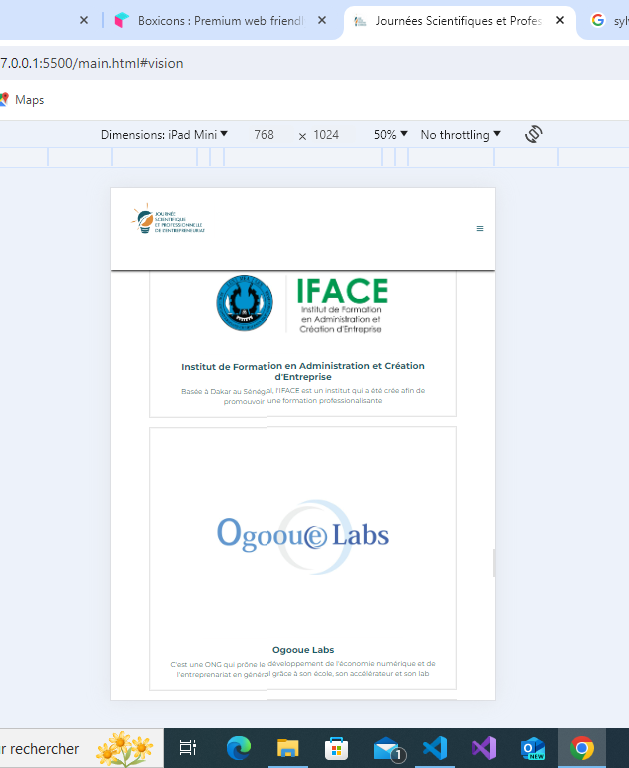 Boxicons : Premium web friendl
Journées Scientifiques et Profes
sylv
7.0.0.1:5500/main.html#vision
Maps
Dimensions: iPad Mini 768 × 1024 50% No throttling
JOURNÉE
SCIENTIFIQUE
ET PROFESSIONNELLE
DE L'ENTREPRENEURIAT
IFACE
Institut de Formation
en Administration et
Création d'Entreprise
Institut de Formation en Administration et Création
d'Entreprise
Basée à Dakar au Sénégal, l'IFACE est un institut qui a été crée afin de
promouvoir une formation professionalisante
Ogooue Labs
Ogooue Labs
C'est une ONG qui prône le développement de l'économie numérique et de
l'entreprenariat en général grâce à son école, son accélérateur et son lab
r rechercher
1
NEW